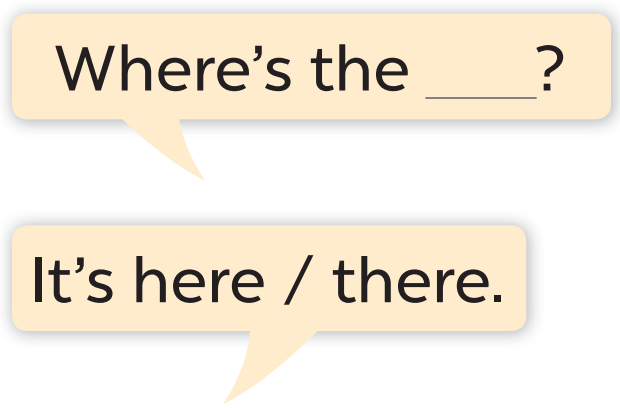 Where’s the ____?
It’s here / there.